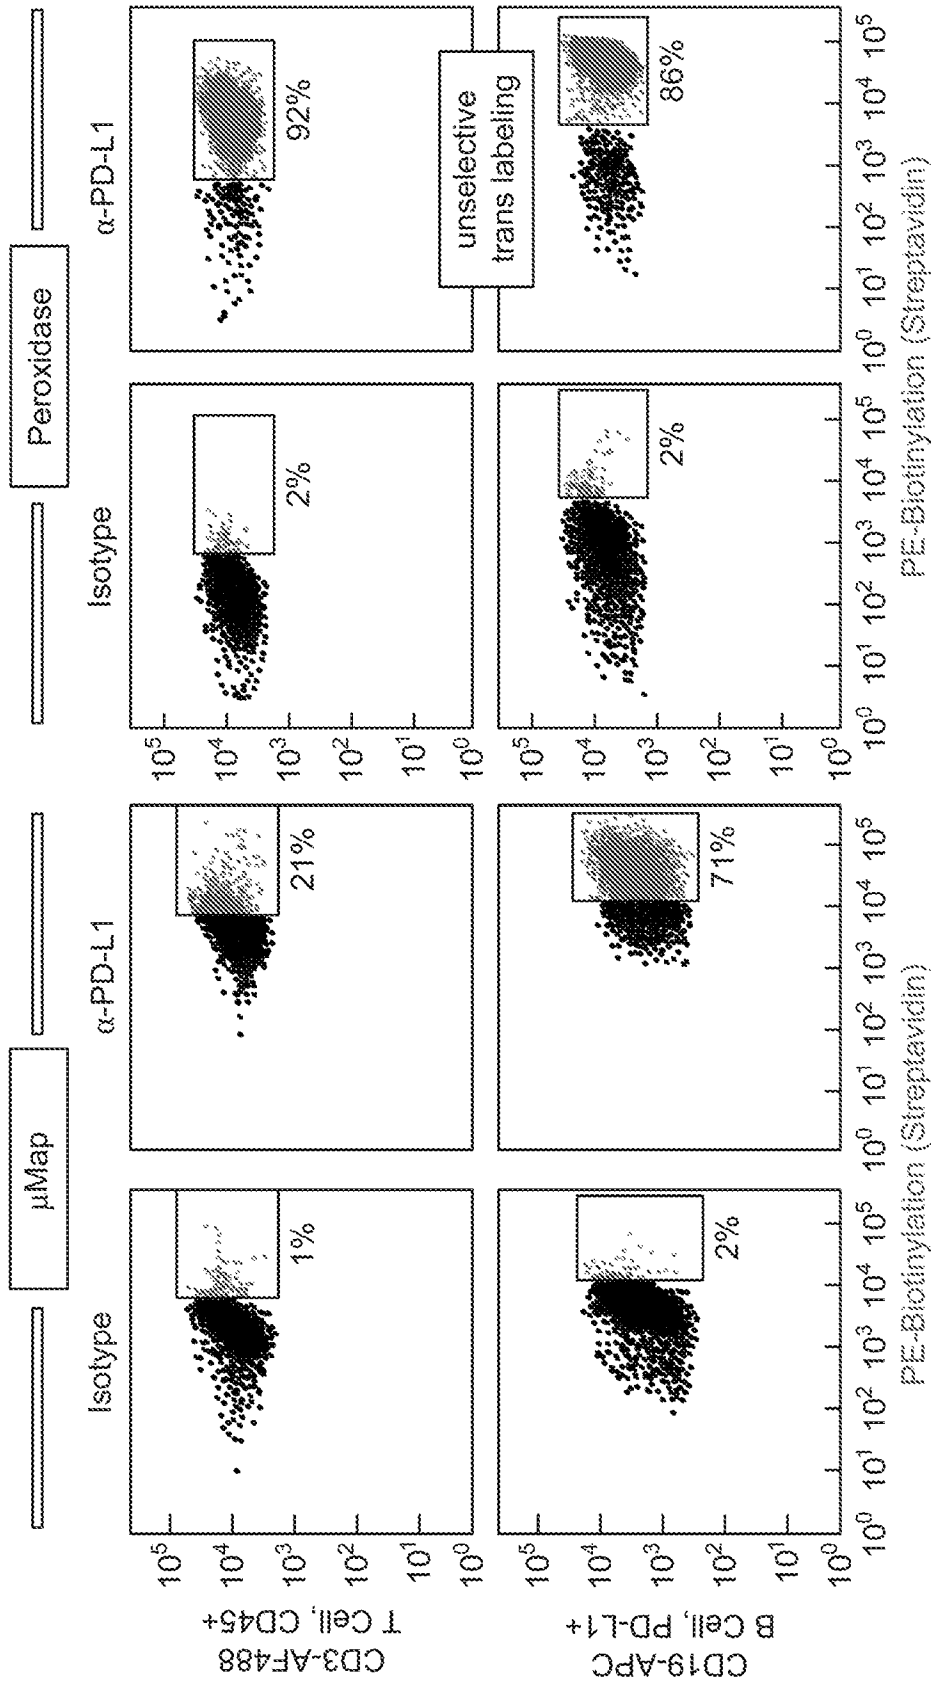 μMap
Peroxidase
Isotype
α-PD-L1
Isotype
α-PD-L1
CD3-AF488
T Cell, CD45+
10⁵
10⁴
10³
10²
10¹
10⁰
1%
21%
10⁵
10⁴
10³
10²
10¹
10⁰
2%
92%
unselective
trans labeling
CD19-APC
B Cell, PD-L1+
10⁵
10⁴
10³
10²
10¹
10⁰
2%
71%
10⁵
10⁴
10³
10²
10¹
10⁰
2%
86%
10⁰ 10¹ 10² 10³ 10⁴ 10⁵
10⁰ 10¹ 10² 10³ 10⁴ 10⁵
10⁰ 10¹ 10² 10³ 10⁴ 10⁵
10⁰ 10¹ 10² 10³ 10⁴ 10⁵
PE-Biotinylation (Streptavidin)
PE-Biotinylation (Streptavidin)